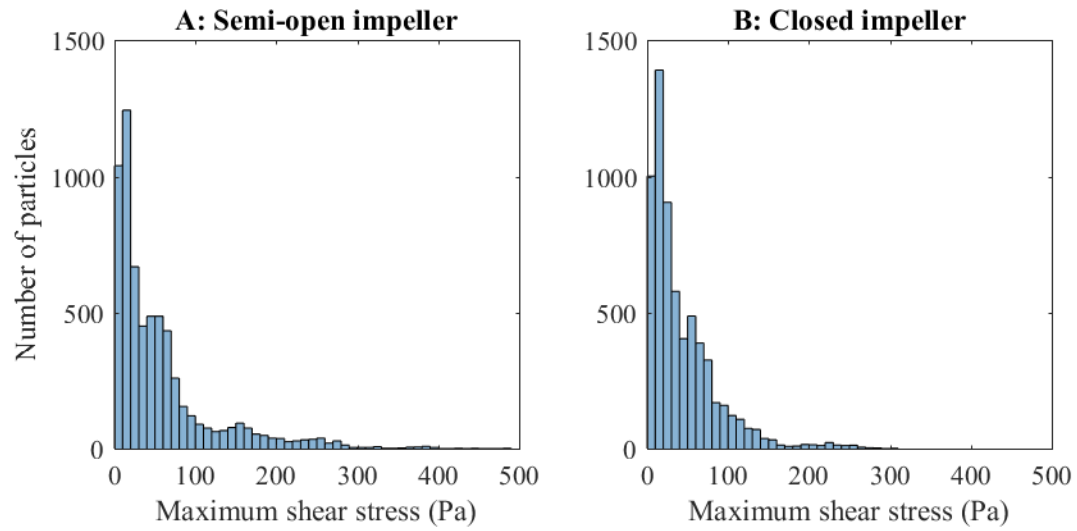 A: Semi-open impeller
1500
1000
500
0
0 100 200 300 400 500
Number of particles
Maximum shear stress (Pa)
B: Closed impeller
1500
1000
500
0
0 100 200 300 400 500
Maximum shear stress (Pa)